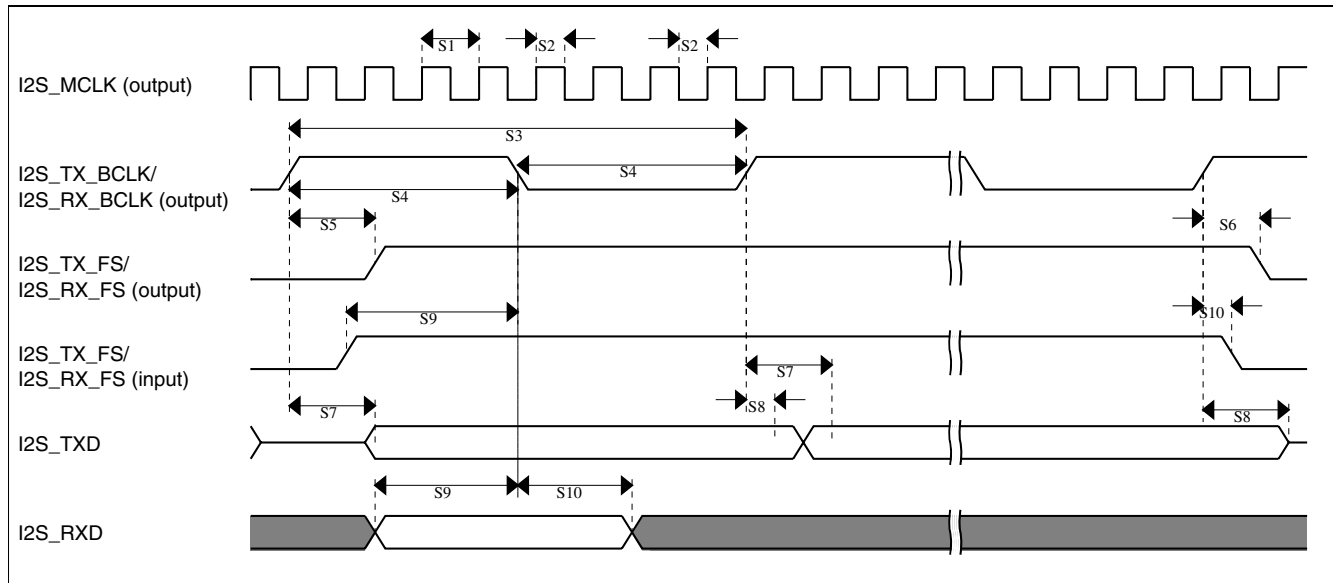 S1 S2 S2
I2S_MCLK (output)
S3
I2S_TX_BCLK/
I2S_RX_BCLK (output)
S4
S4
S5
S6
I2S_TX_FS/
I2S_RX_FS (output)
S9
S10
I2S_TX_FS/
I2S_RX_FS (input)
S7
S7
S8
S8
I2S_TXD
S9
S10
I2S_RXD